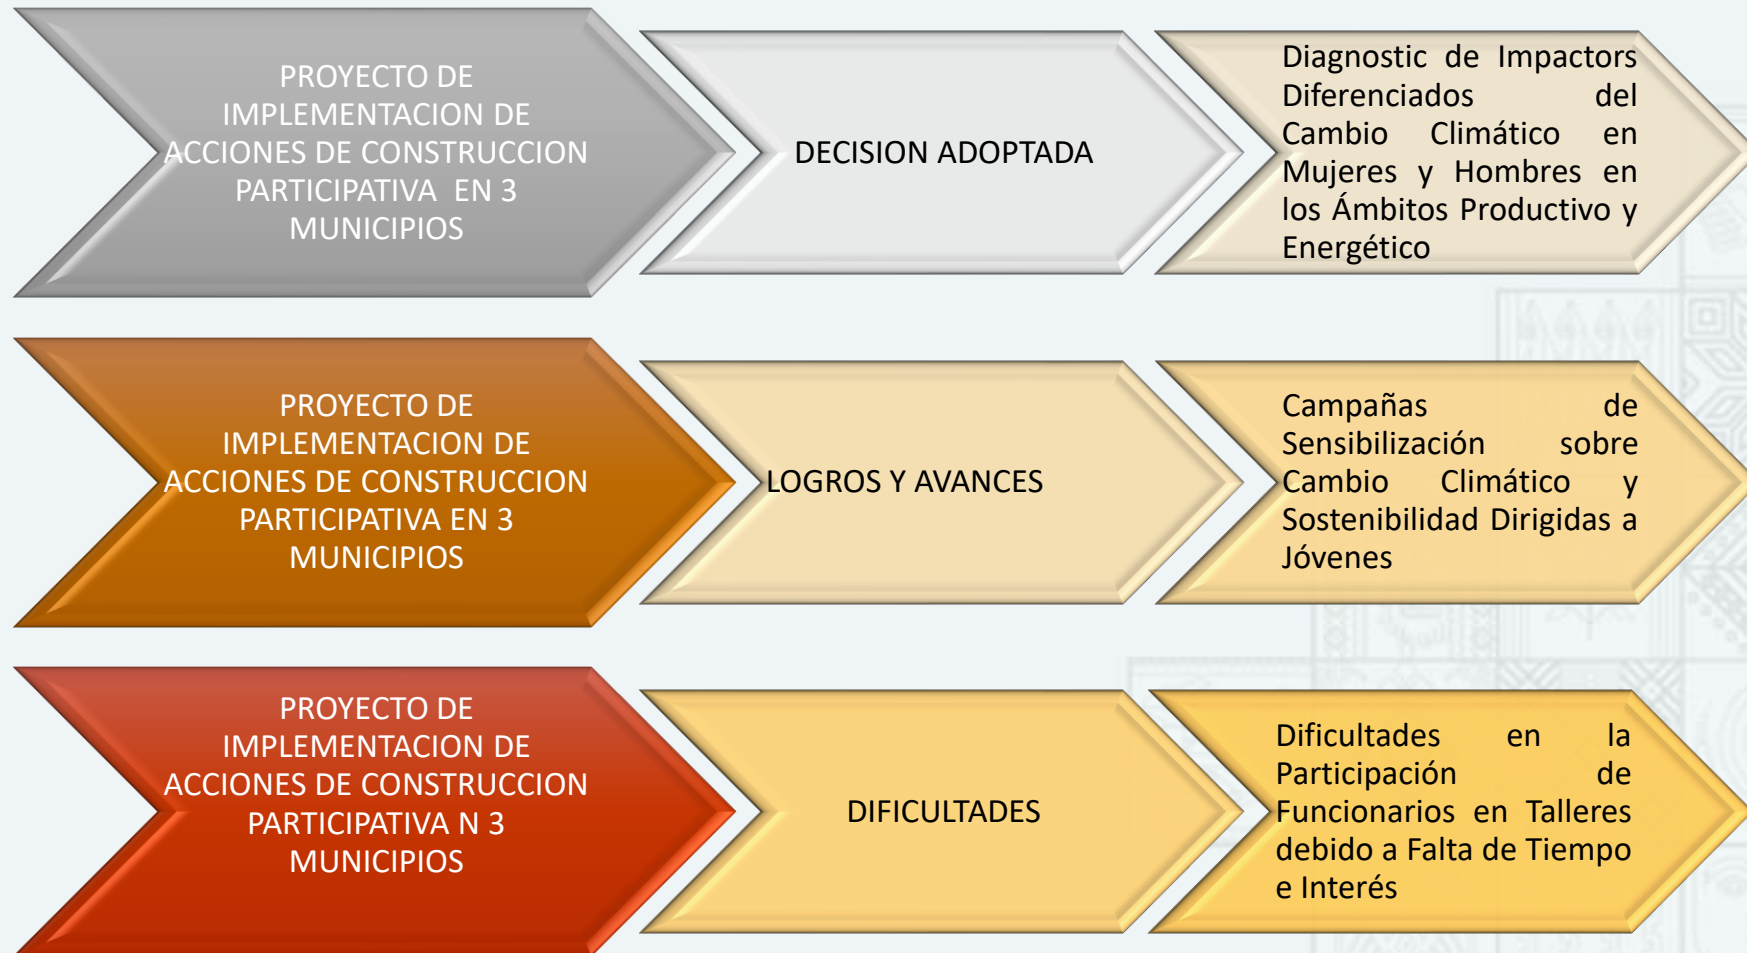 PROYECTO DE
IMPLEMENTACION DE
ACCIONES DE CONSTRUCCION
PARTICIPATIVA EN 3
MUNICIPIOS
DECISION ADOPTADA
Diagnostic de Impactors
Diferenciados del
Cambio Climático en
Mujeres y Hombres en
los Ámbitos Productivo y
Energético
PROYECTO DE
IMPLEMENTACION DE
ACCIONES DE CONSTRUCCION
PARTICIPATIVA EN 3
MUNICIPIOS
LOGROS Y AVANCES
Campañas de
Sensibilización sobre
Cambio Climático y
Sostenibilidad Dirigidas a
Jóvenes
PROYECTO DE
IMPLEMENTACION DE
ACCIONES DE CONSTRUCCION
PARTICIPATIVA N 3
MUNICIPIOS
DIFICULTADES
Dificultades en la
Participación de
Funcionarios en Talleres
debido a Falta de Tiempo
e Interés